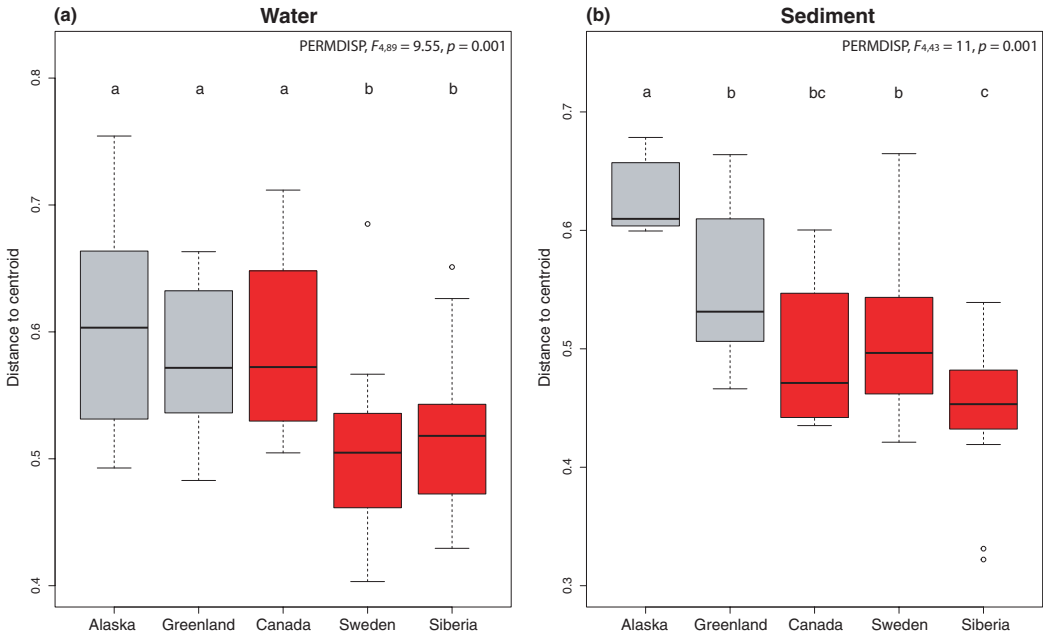 (a)
Water
PERMDISP, F4,89 = 9.55, p = 0.001
a a a b b
Distance to centroid
0.8
0.7
0.6
0.5
0.4
Alaska Greenland Canada Sweden Siberia
(b)
Sediment
PERMDISP, F4,43 = 11, p = 0.001
a b bc b c
Distance to centroid
0.7
0.6
0.5
0.4
0.3
Alaska Greenland Canada Sweden Siberia